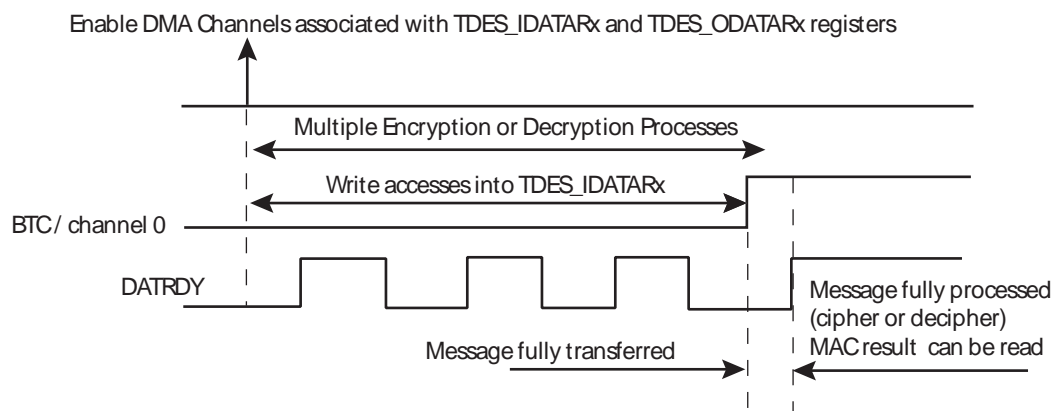 Enable DMA Channels associated with TDES_IDATARx and TDES_ODATARx registers
Multiple Encryption or Decryption Processes
Write accesses into TDES_IDATARx
BTC / channel 0
DATRDY
Message fully processed
(cipher or decipher)
MAC result can be read
Message fully transferred